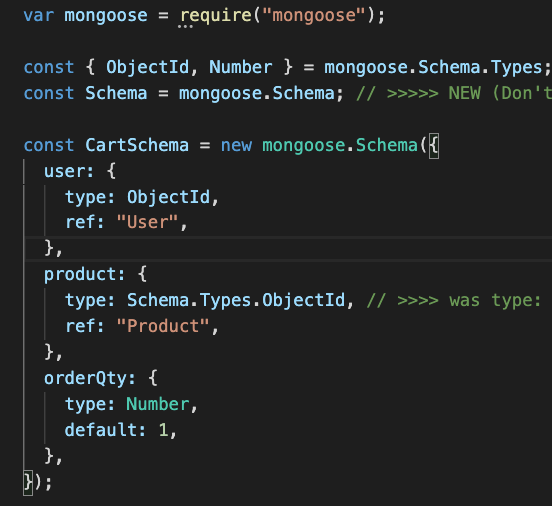 var mongoose = require("mongoose");
const { ObjectId, Number } = mongoose.Schema.Types;
const Schema = mongoose.Schema; // >>>>> NEW (Don't
const CartSchema = new mongoose.Schema({
user: {
type: ObjectId,
ref: "User",
},
product: {
type: Schema.Types.ObjectId, // >>>> was type:
ref: "Product",
},
orderQty: {
type: Number,
default: 1,
},
});